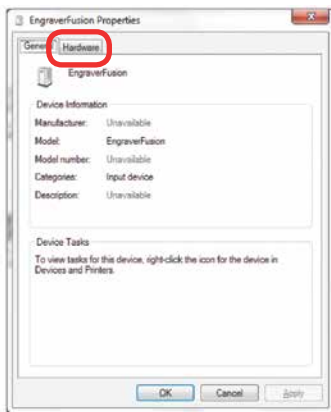 EngraverFusion Properties
General Hardware
EngraverFusion
Device Information
Manufacturer: Unavailable
Model: EngraverFusion
Model number: Unavailable
Categories: Input device
Description: Unavailable
Device Tasks
To view tasks for this device, right-click the icon for the device in
Devices and Printers.
OK Cancel Apply